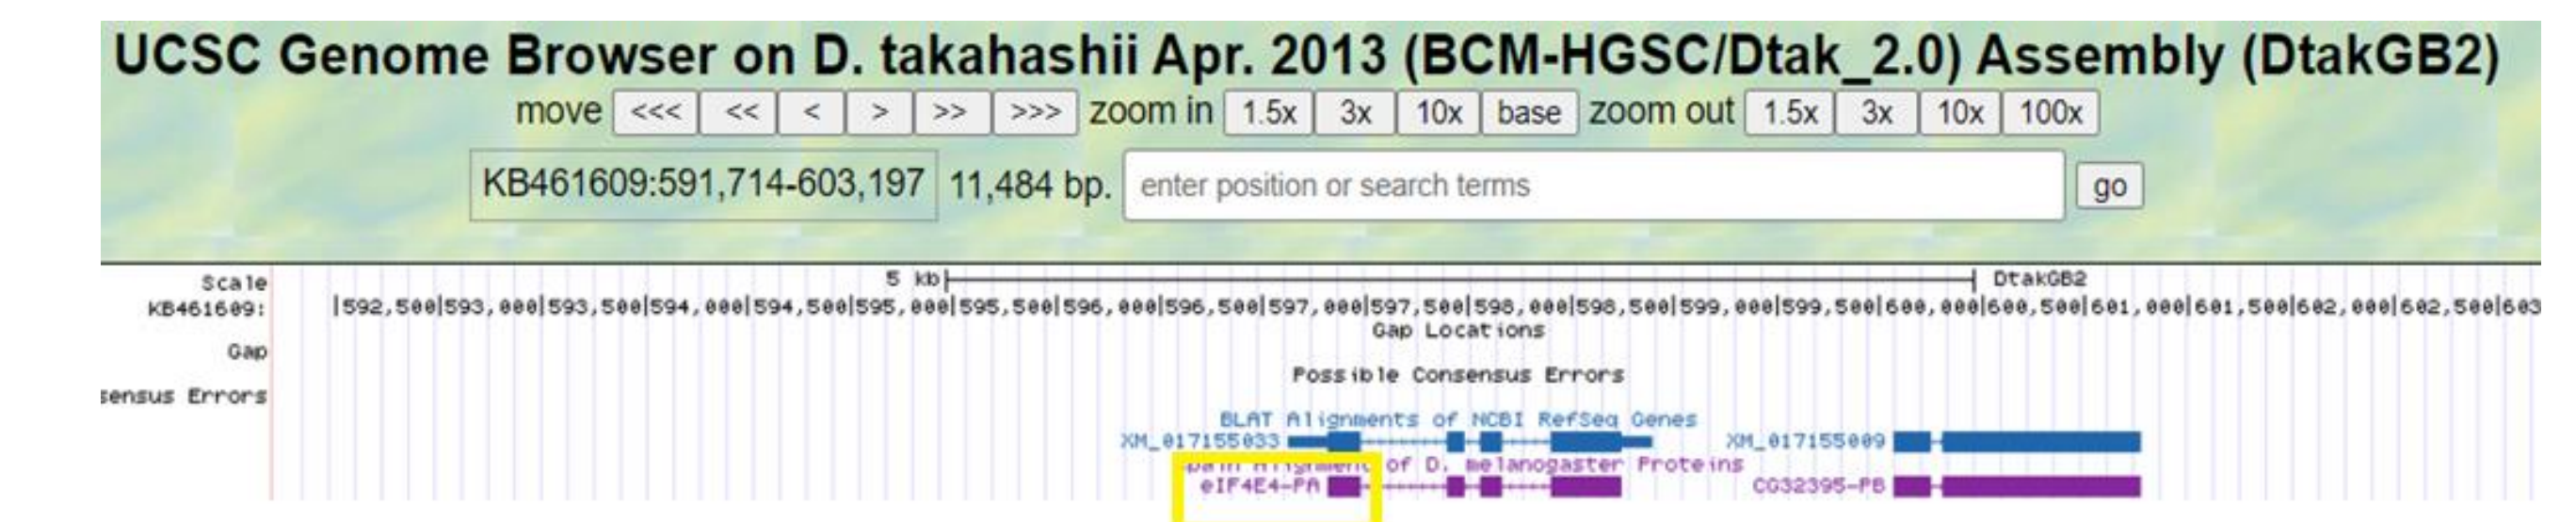 UCSC Genome Browser on D. takahashii Apr. 2013 (BCM-HGSC/Dtak_2.0) Assembly (DtakGB2)
move <<< << < > >> >>> zoom in 1.5x 3x 10x base zoom out 1.5x 3x 10x 100x
KB461609:591,714-603,197 11,484 bp. enter position or search terms go
Scale 5 kb DtakGB2
KB461609: |592,500|593,000|593,500|594,000|594,500|595,000|595,500|596,000|596,500|597,000|597,500|598,000|598,500|599,000|599,500|600,000|600,500|601,000|601,500|602,000|602,500|603
Gap Locations
Gap
Possible Consensus Errors
sensus Errors
BLAT Alignments of NCBI RefSeq Genes
XM_017155033 XM_017155009
Alignment of D. melanogaster Proteins
eIF4E4-PA CG32395-PB